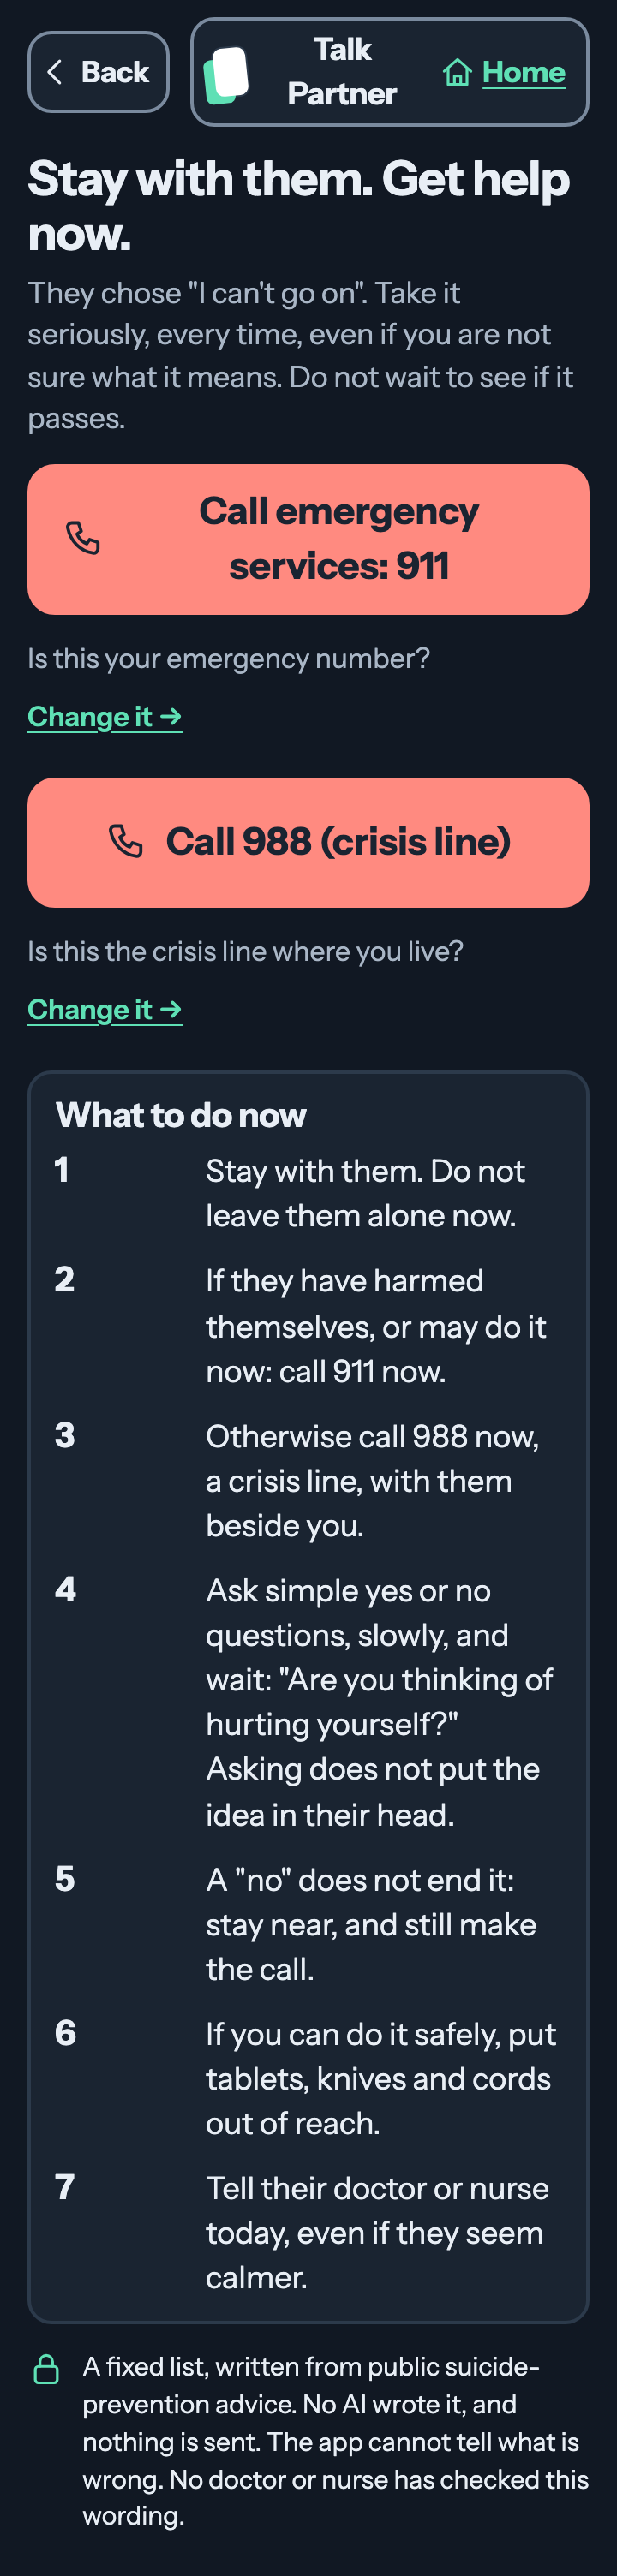 Back
Talk
Partner
Home
Stay with them. Get help
now.
They chose "I can't go on". Take it
seriously, every time, even if you are not
sure what it means. Do not wait to see if it
passes.
Call emergency
services: 911
Is this your emergency number?
Change it →
Call 988 (crisis line)
Is this the crisis line where you live?
Change it →
What to do now
1 Stay with them. Do not
leave them alone now.
2 If they have harmed
themselves, or may do it
now: call 911 now.
3 Otherwise call 988 now,
a crisis line, with them
beside you.
4 Ask simple yes or no
questions, slowly, and
wait: "Are you thinking of
hurting yourself?"
Asking does not put the
idea in their head.
5 A "no" does not end it:
stay near, and still make
the call.
6 If you can do it safely, put
tablets, knives and cords
out of reach.
7 Tell their doctor or nurse
today, even if they seem
calmer.
A fixed list, written from public suicide-
prevention advice. No AI wrote it, and
nothing is sent. The app cannot tell what is
wrong. No doctor or nurse has checked this
wording.